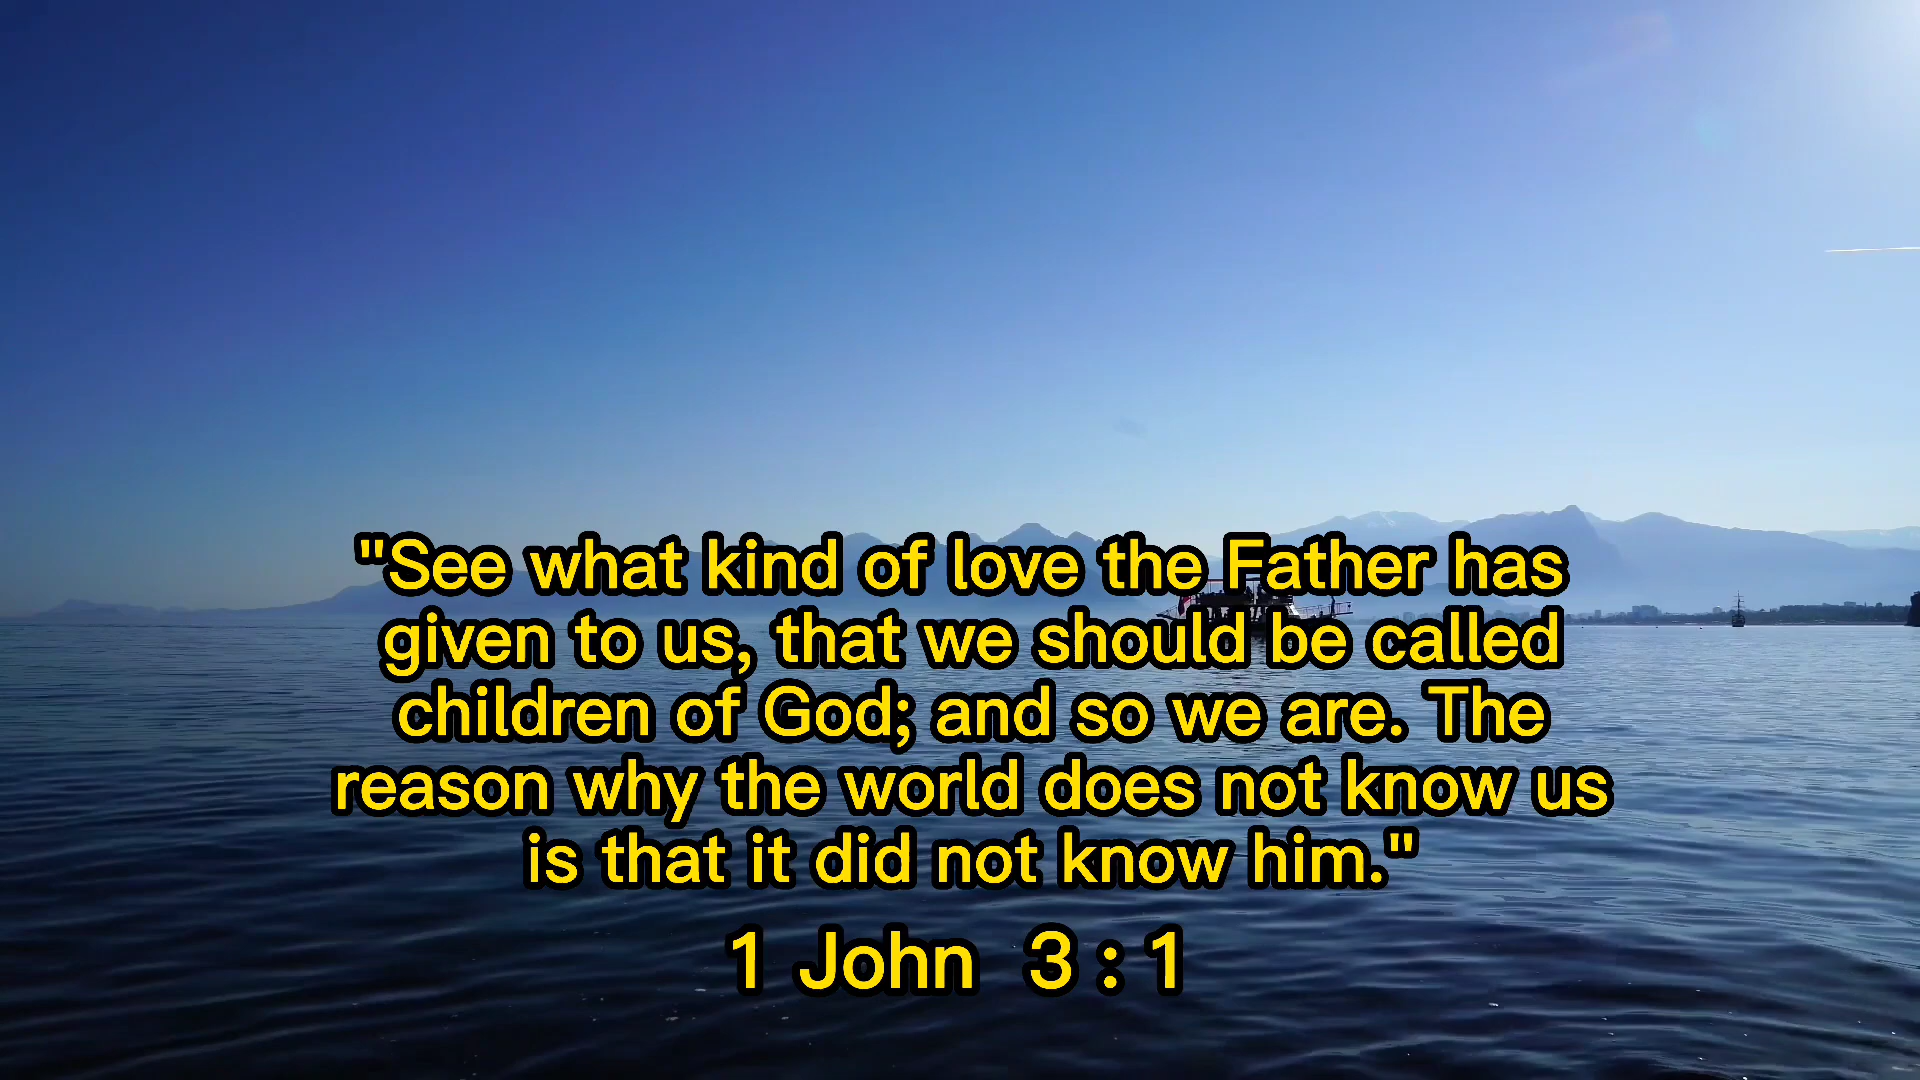 "See what kind of love the Father has
given to us, that we should be called
children of God; and so we are. The
reason why the world does not know us
is that it did not know him."
1 John 3 : 1